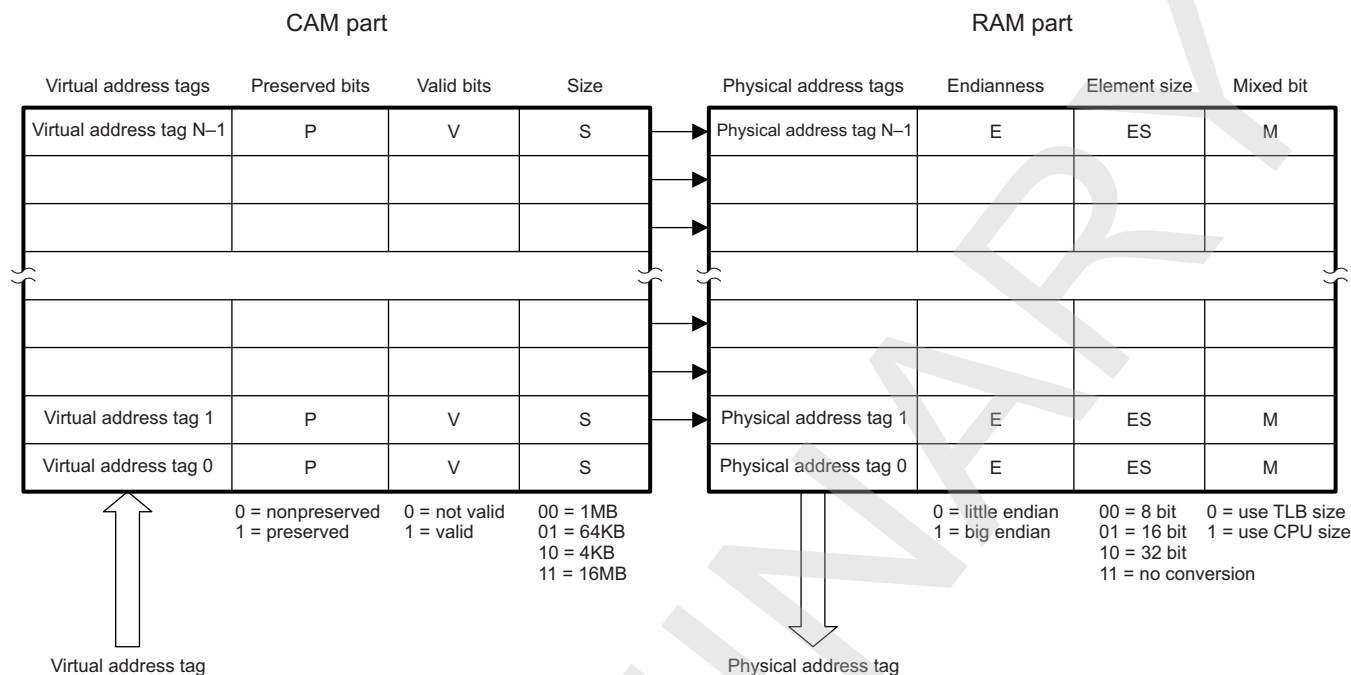 CAM part RAM part
Virtual address tags Preserved bits Valid bits Size Physical address tags Endianness Element size Mixed bit
Virtual address tag N–1 P V S Physical address tag N–1 E ES M
Virtual address tag 1 P V S Physical address tag 1 E ES M
Virtual address tag 0 P V S Physical address tag 0 E ES M
0 = nonpreserved 0 = not valid 00 = 1MB 0 = little endian 00 = 8 bit 0 = use TLB size
1 = preserved 1 = valid 01 = 64KB 1 = big endian 01 = 16 bit 1 = use CPU size
10 = 4KB 10 = 32 bit
11 = 16MB 11 = no conversion
Virtual address tag Physical address tag
INARY